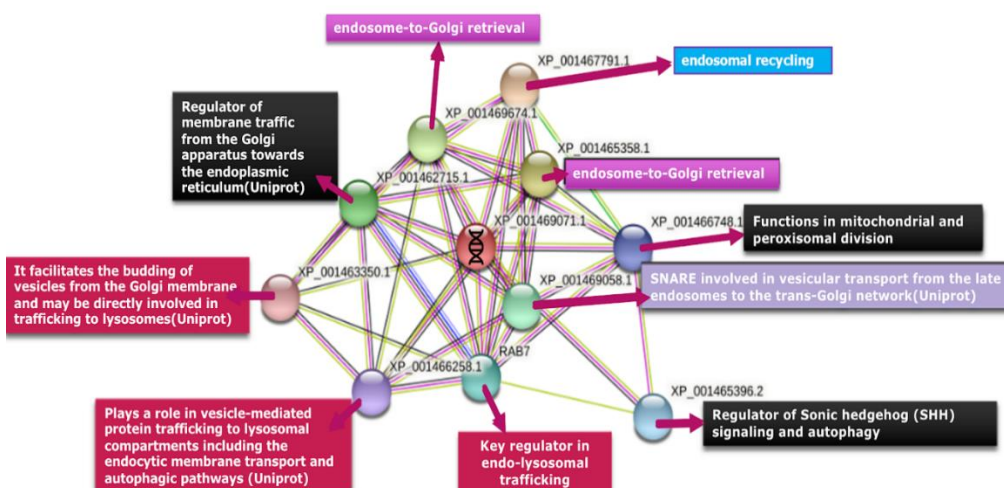 endosome-to-Golgi retrieval
XP_001467791.1
endosomal recycling
Regulator of
membrane traffic
from the Golgi
apparatus towards
the endoplasmic
reticulum(Uniprot)
XP_001469674.1
XP_001465358.1
endosome-to-Golgi retrieval
XP_001462715.1
XP_001469071.1
XP_001466748.1
Functions in mitochondrial and
peroxisomal division
It facilitates the budding of
vesicles from the Golgi membrane
and may be directly involved in
trafficking to lysosomes(Uniprot)
XP_001463350.1
XP_001469058.1
SNARE involved in vesicular transport from the late
endosomes to the trans-Golgi network(Uniprot)
XP_001466258.1
RAB7
XP_001465396.2
Plays a role in vesicle-mediated
protein trafficking to lysosomal
compartments including the
endocytic membrane transport and
autophagic pathways (Uniprot)
Key regulator in
endo-lysosomal
trafficking
Regulator of Sonic hedgehog (SHH)
signaling and autophagy